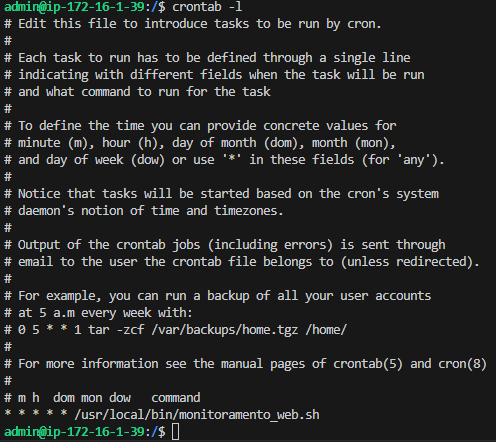 admin@ip-172-16-1-39:/$ crontab -l
# Edit this file to introduce tasks to be run by cron.
#
# Each task to run has to be defined through a single line
# indicating with different fields when the task will be run
# and what command to run for the task
#
# To define the time you can provide concrete values for
# minute (m), hour (h), day of month (dom), month (mon),
# and day of week (dow) or use '*' in these fields (for 'any').
#
# Notice that tasks will be started based on the cron's system
# daemon's notion of time and timezones.
#
# Output of the crontab jobs (including errors) is sent through
# email to the user the crontab file belongs to (unless redirected).
#
# For example, you can run a backup of all your user accounts
# at 5 a.m every week with:
# 0 5 * * 1 tar -zcf /var/backups/home.tgz /home/
#
# For more information see the manual pages of crontab(5) and cron(8)
#
# m h  dom mon dow   command
* * * * * /usr/local/bin/monitoramento_web.sh
admin@ip-172-16-1-39:/$